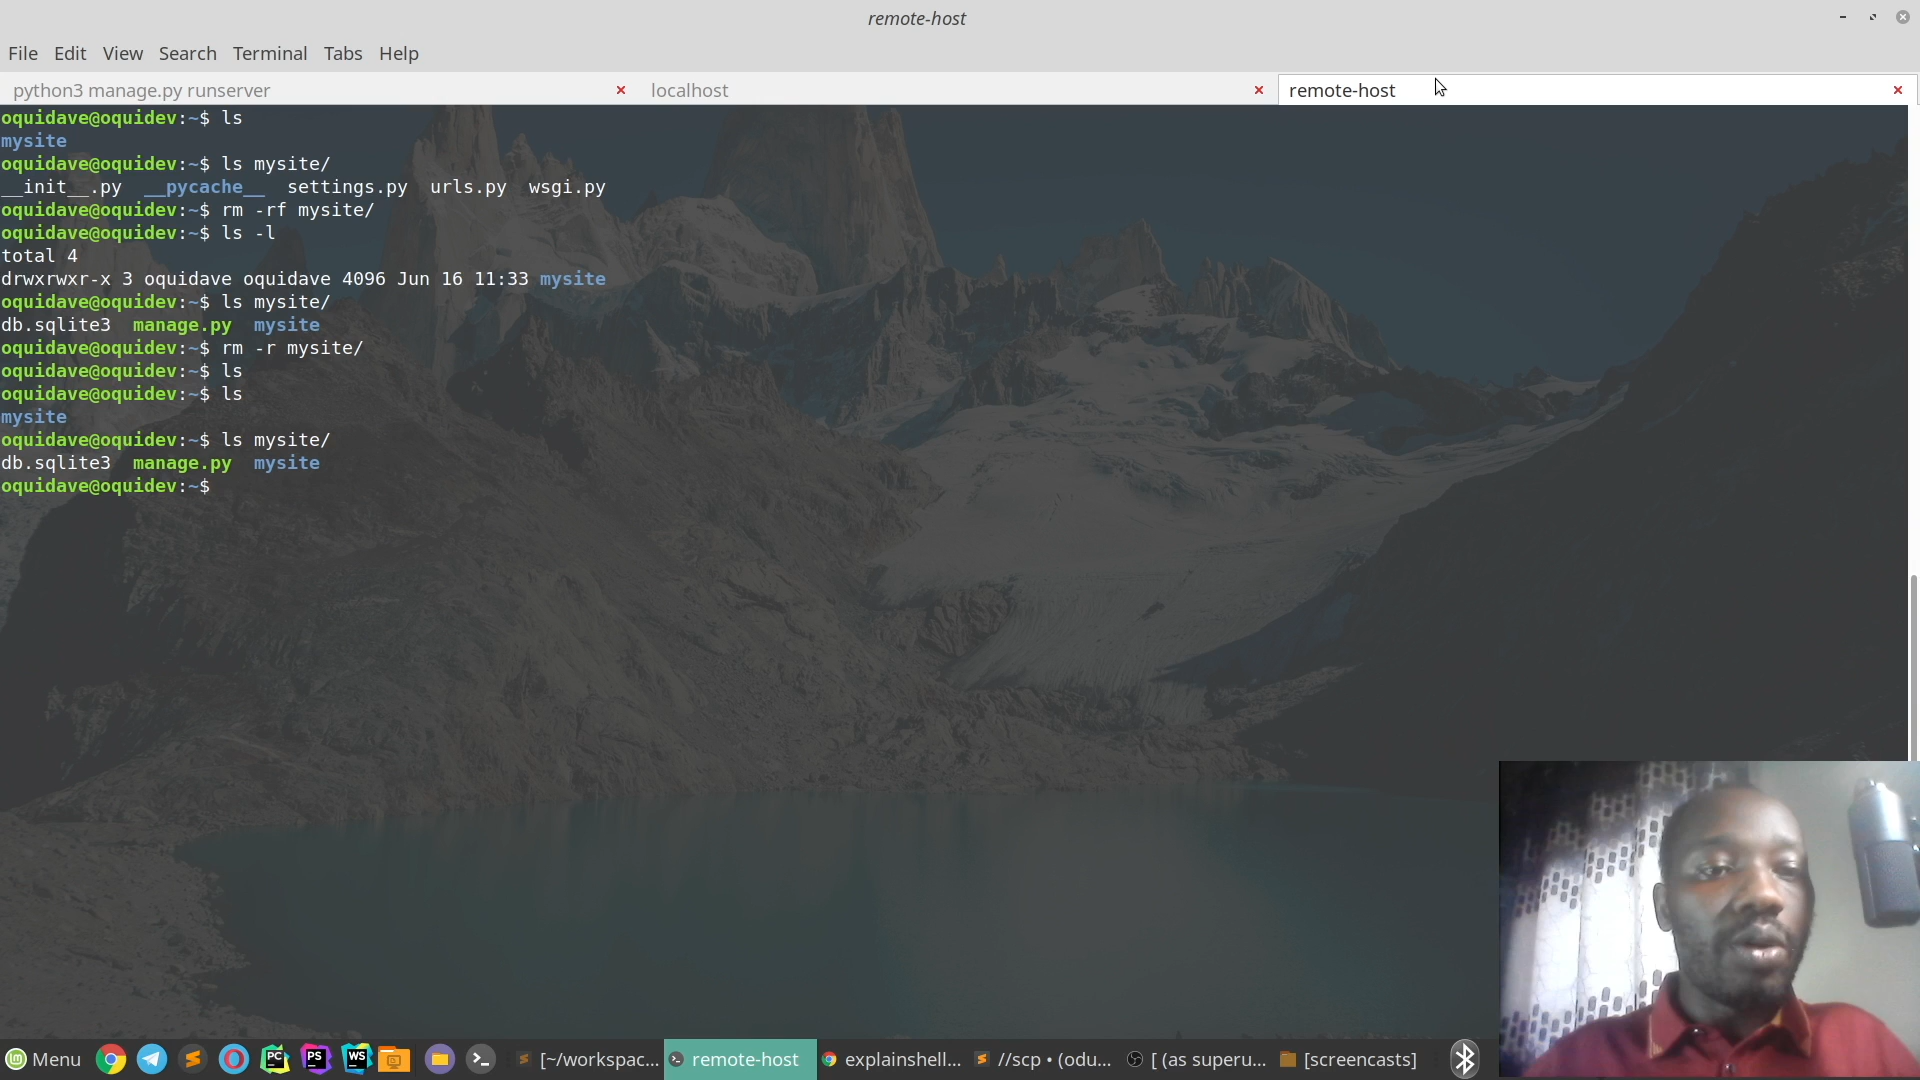 remote-host
File Edit View Search Terminal Tabs Help
python3 manage.py runserver localhost remote-host
oquidave@oquidev:~$ ls
mysite
oquidave@oquidev:~$ ls mysite/
__init__.py __pycache__ settings.py urls.py wsgi.py
oquidave@oquidev:~$ rm -rf mysite/
oquidave@oquidev:~$ ls -l
total 4
drwxrwxr-x 3 oquidave oquidave 4096 Jun 16 11:33 mysite
oquidave@oquidev:~$ ls mysite/
db.sqlite3 manage.py mysite
oquidave@oquidev:~$ rm -r mysite/
oquidave@oquidev:~$ ls
oquidave@oquidev:~$ ls
mysite
oquidave@oquidev:~$ ls mysite/
db.sqlite3 manage.py mysite
oquidave@oquidev:~$
Menu PC PS WS [~/workspac... remote-host explainshell... //scp • (odu... [ (as superu... [screencasts]